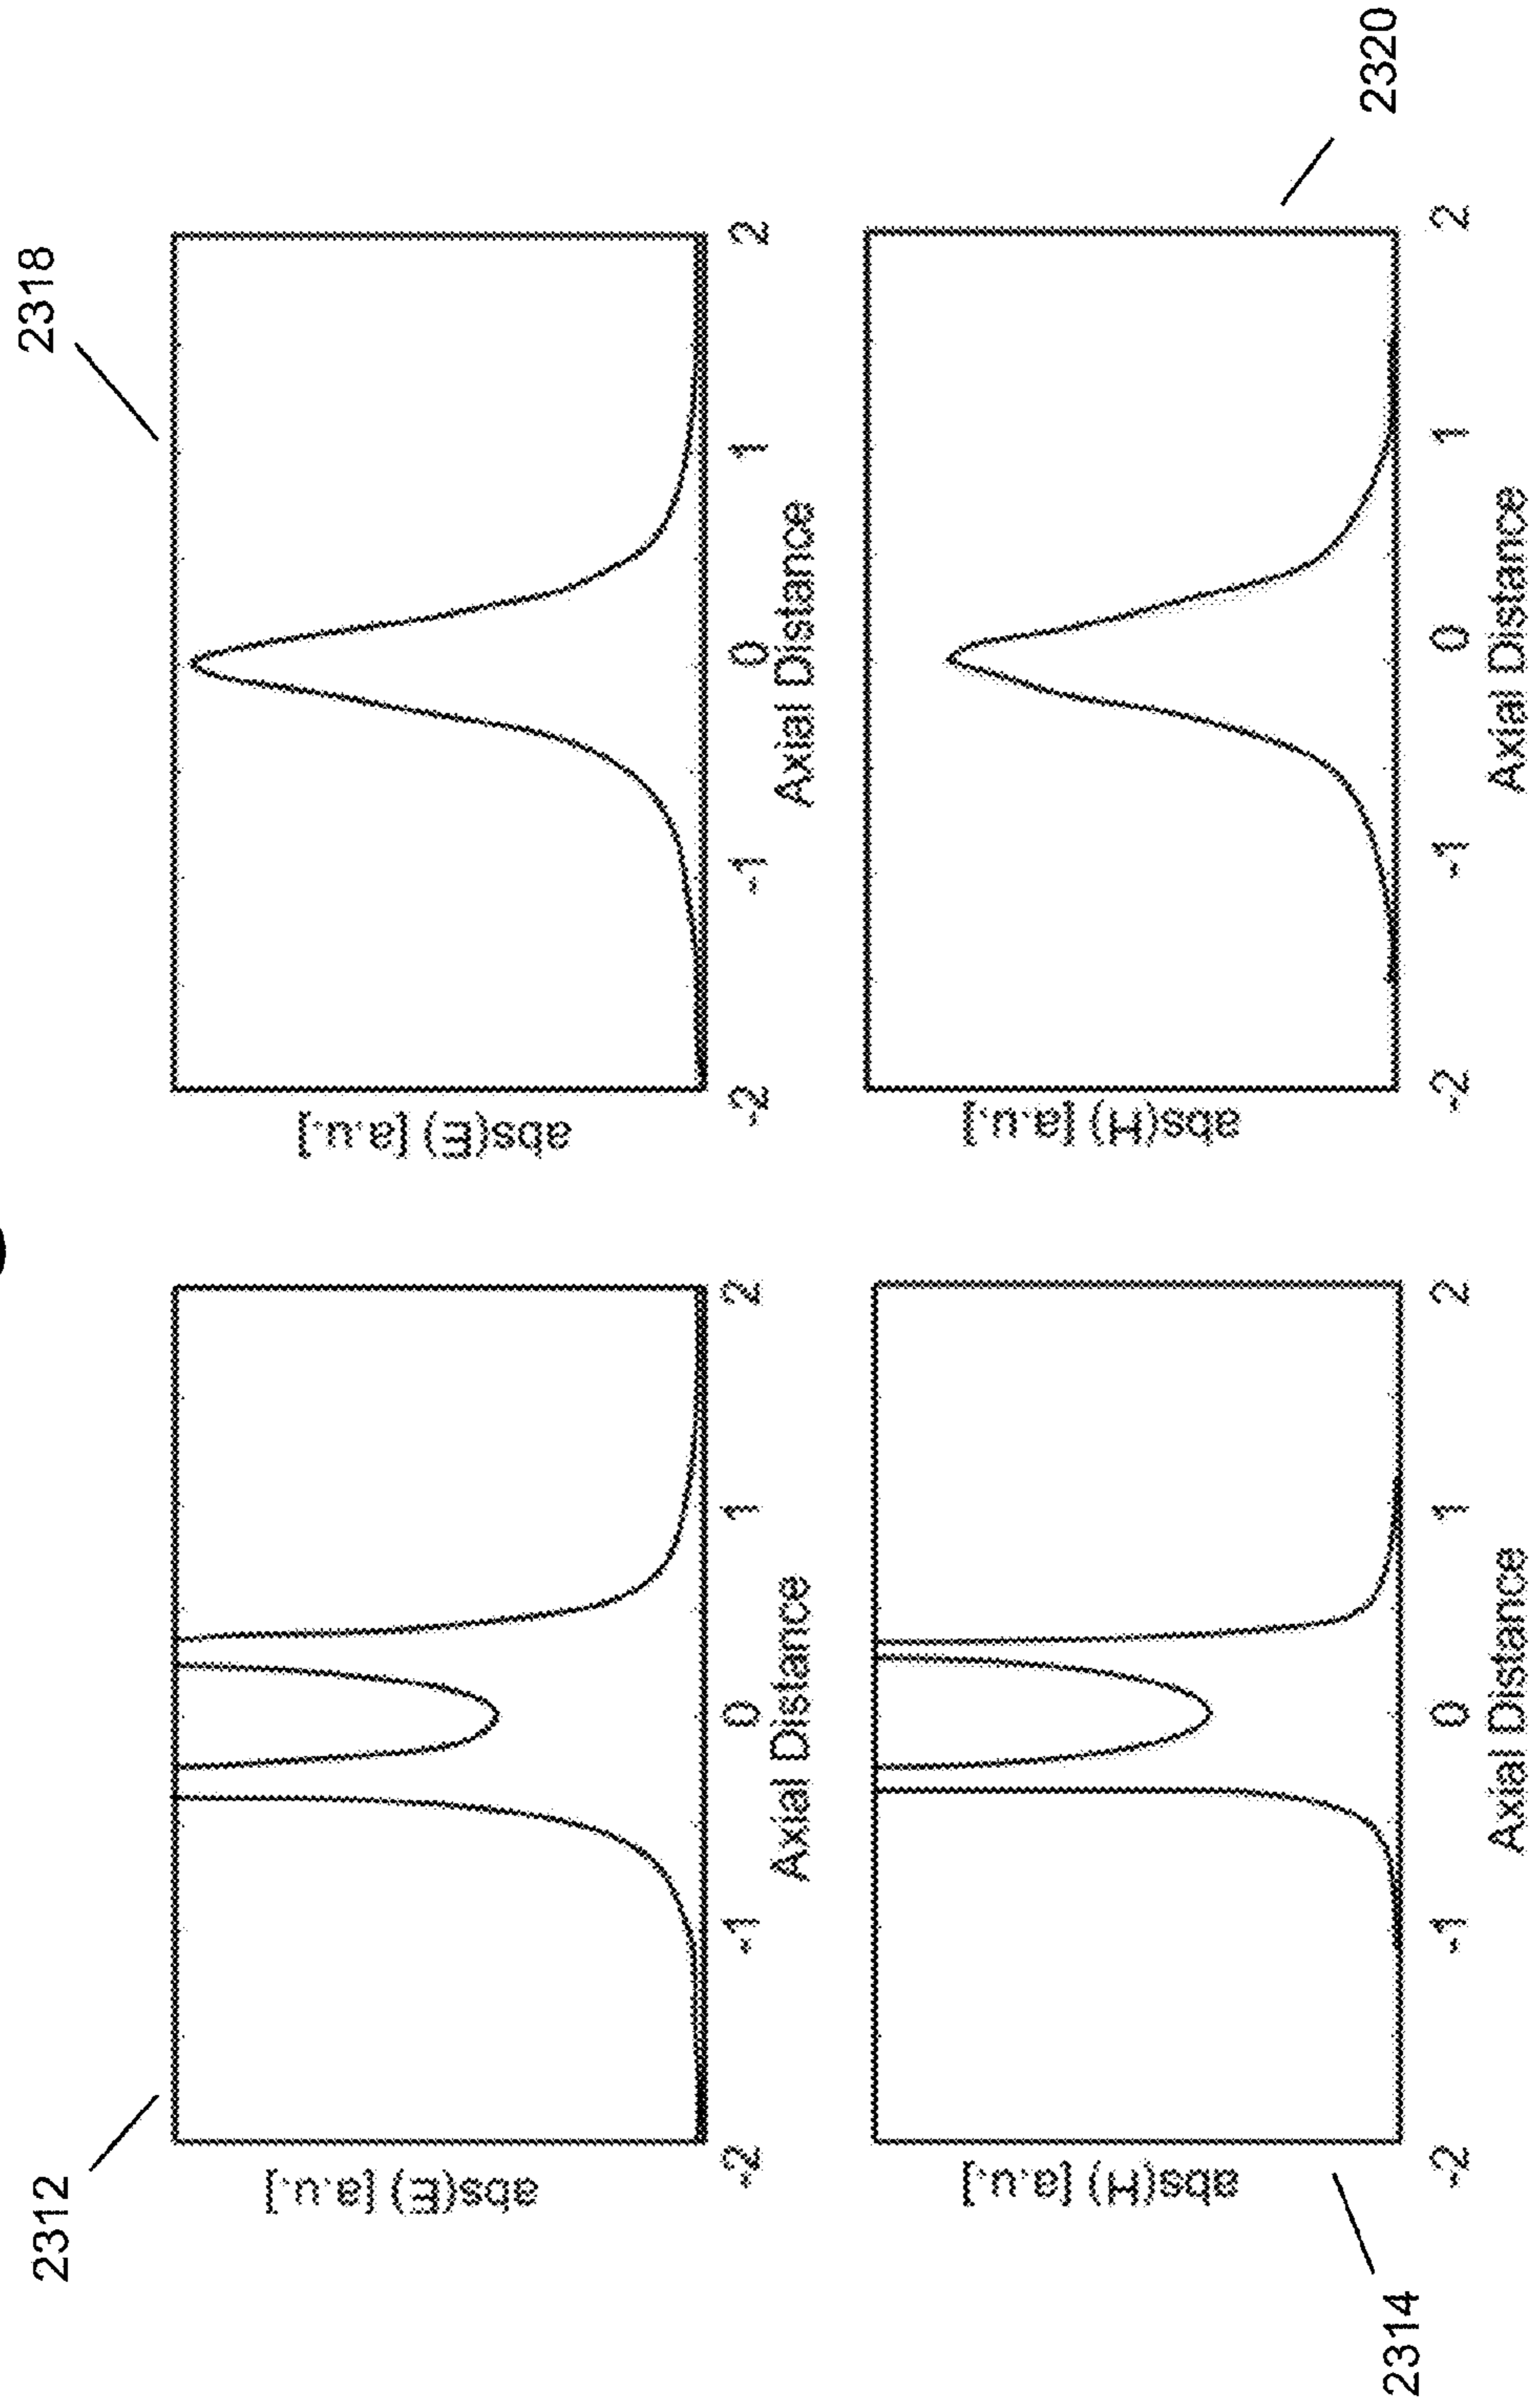 2312
2318
abs(E) [a.u.]
-2 -1 0 1 2
Axial Distance
abs(E) [a.u.]
-2 -1 0 1 2
Axial Distance
abs(H) [a.u.]
-2 -1 0 1 2
Axial Distance
abs(H) [a.u.]
-2 -1 0 1 2
Axial Distance
2314
2320